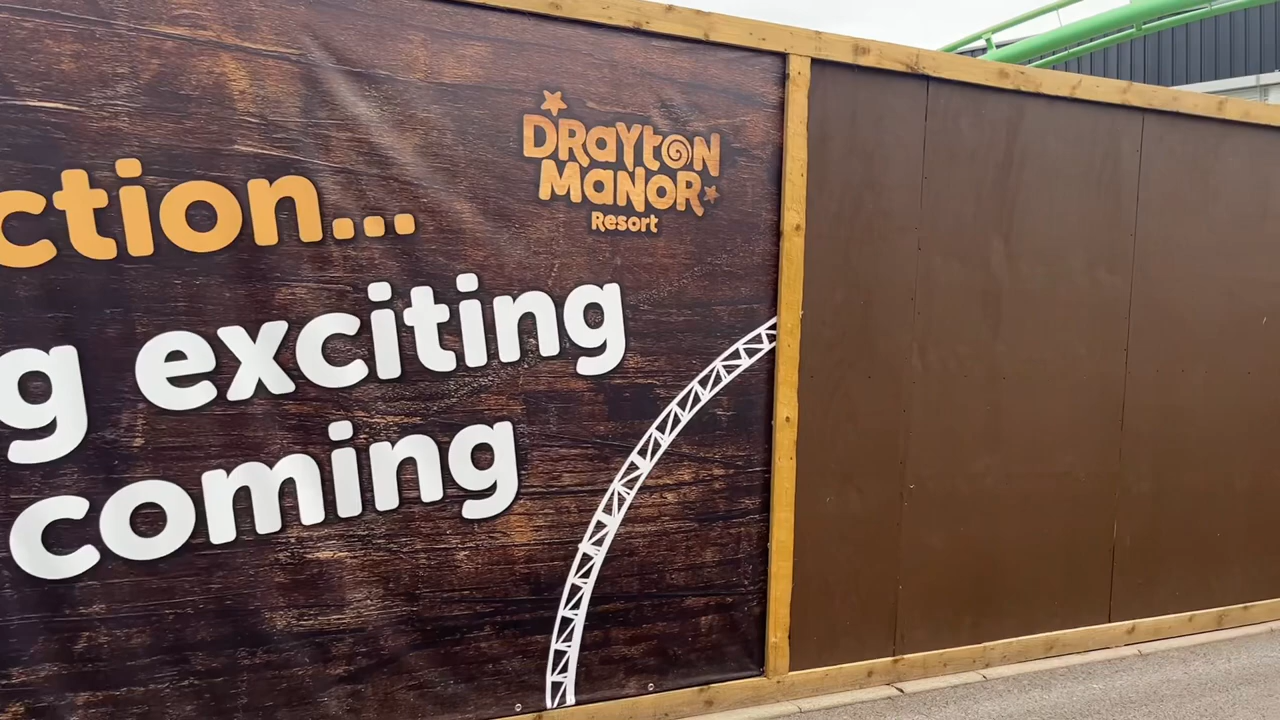 DRAYTON
MANOR
Resort
ction...
g exciting
coming